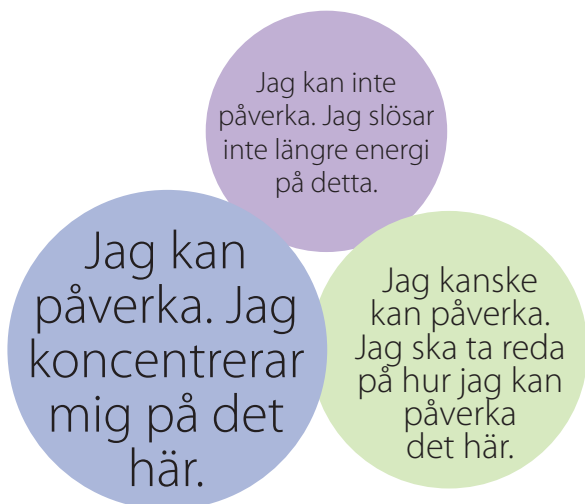 Jag kan inte
påverka. Jag slösar
inte längre energi
på detta.
Jag kan
påverka. Jag
koncentrerar
mig på det
här.
Jag kanske
kan påverka.
Jag ska ta reda
på hur jag kan
påverka
det här.